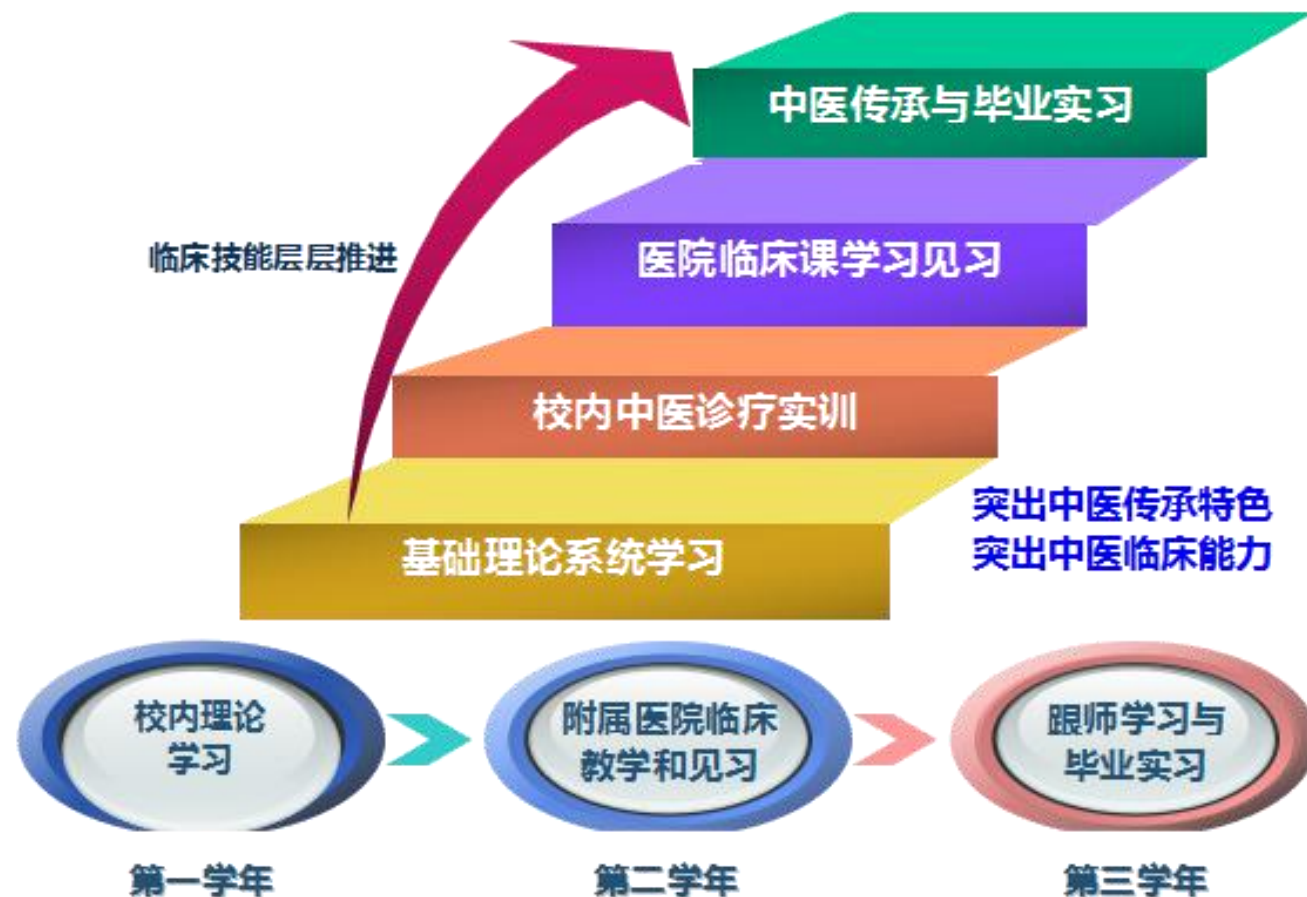 中医传承与毕业实习
临床技能层层推进
医院临床课学习见习
校内中医诊疗实训
突出中医传承特色
突出中医临床能力
基础理论系统学习
校内理论
学习
附属医院临床
教学和见习
跟师学习与
毕业实习
第一学年
第二学年
第三学年